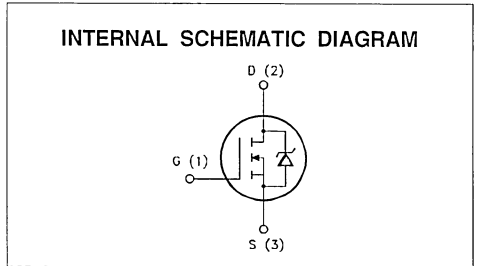 INTERNAL SCHEMATIC DIAGRAM
D (2)
G (1)
S (3)